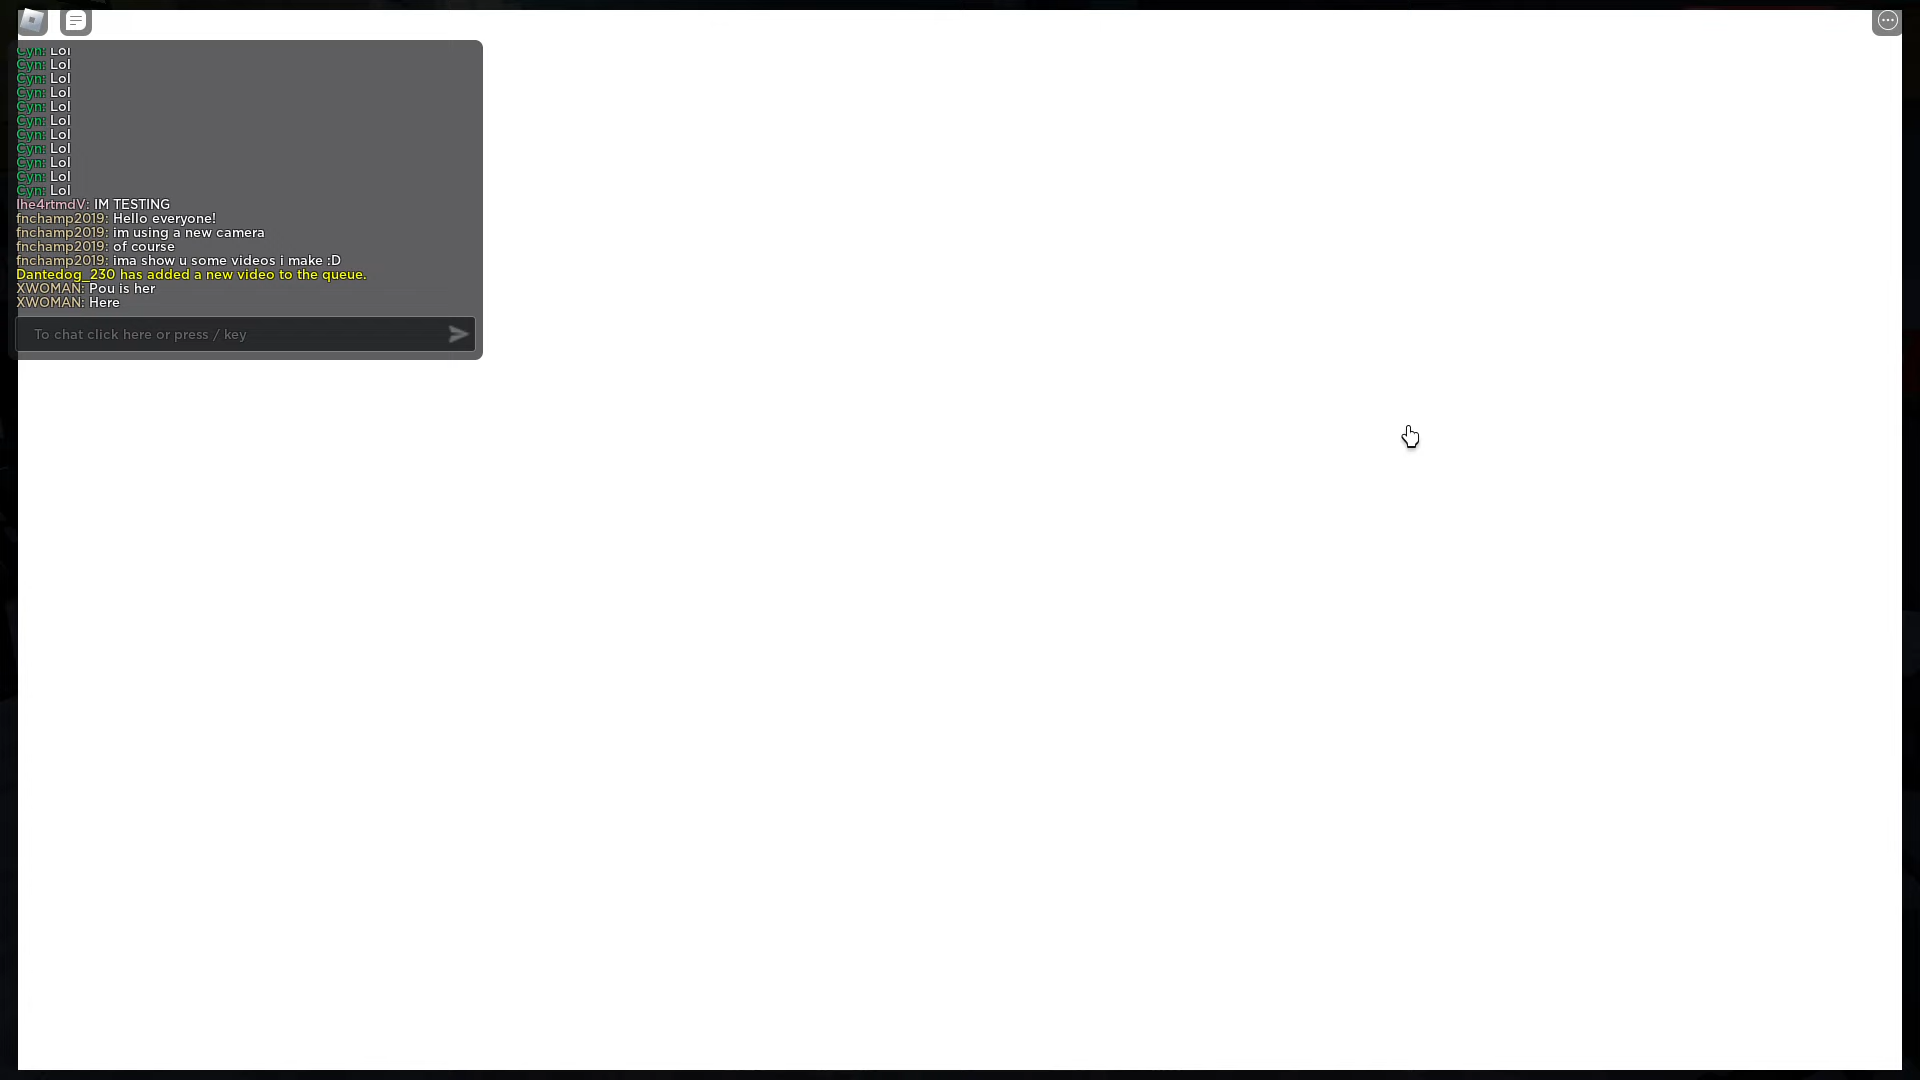 Cyn: Lol
Cyn: Lol
Cyn: Lol
Cyn: Lol
Cyn: Lol
Cyn: Lol
Cyn: Lol
Cyn: Lol
Cyn: Lol
Cyn: Lol
Cyn: Lol
Ihe4rtmdV: IM TESTING
fnchamp2019: Hello everyone!
fnchamp2019: im using a new camera
fnchamp2019: of course
fnchamp2019: ima show u some videos i make :D
Dantedog_230 has added a new video to the queue.
XWOMAN: Pou is her
XWOMAN: Here
To chat click here or press / key